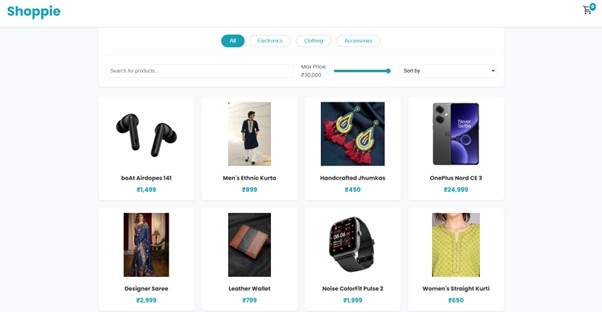 Shoppie
0
All
Electronics
Clothing
Accessories
Search for products...
Max Price:
₹30,000
Sort by
boAt Airdopes 141
₹1,499
Men's Ethnic Kurta
₹899
Handcrafted Jhumkas
₹450
Never
Settle
OnePlus Nord CE 3
₹24,999
Designer Saree
₹2,999
Leather Wallet
₹799
Noise ColorFit Pulse 2
₹1,999
Women's Straight Kurti
₹650